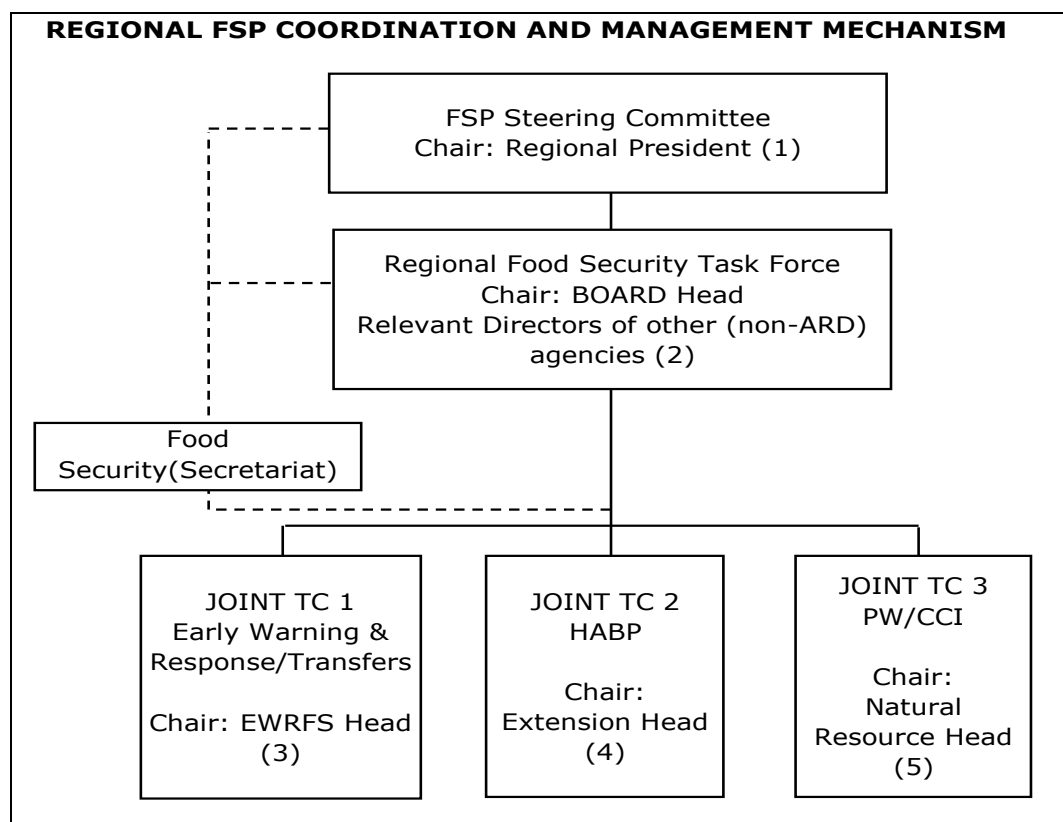 REGIONAL FSP COORDINATION AND MANAGEMENT MECHANISM
FSP Steering Committee
Chair: Regional President (1)
Regional Food Security Task Force
Chair: BOARD Head
Relevant Directors of other (non-ARD)
agencies (2)
Food
Security(Secretariat)
JOINT TC 1
Early Warning &
Response/Transfers
Chair: EWRFS Head
(3)
JOINT TC 2
HABP
Chair:
Extension Head
(4)
JOINT TC 3
PW/CCI
Chair:
Natural
Resource Head
(5)